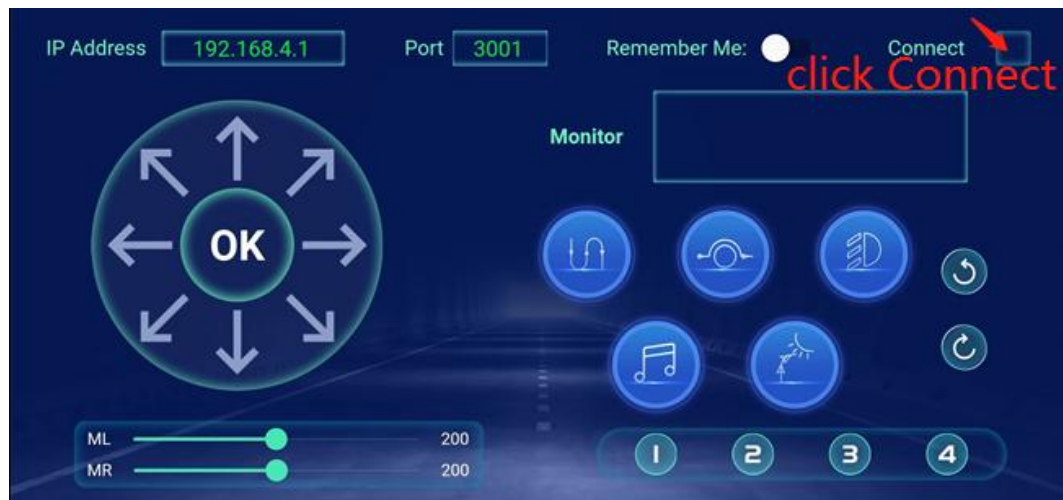 IP Address 192.168.4.1 Port 3001 Remember Me: Connect
click Connect
Monitor
OK
ML 200
MR 200
1 2 3 4